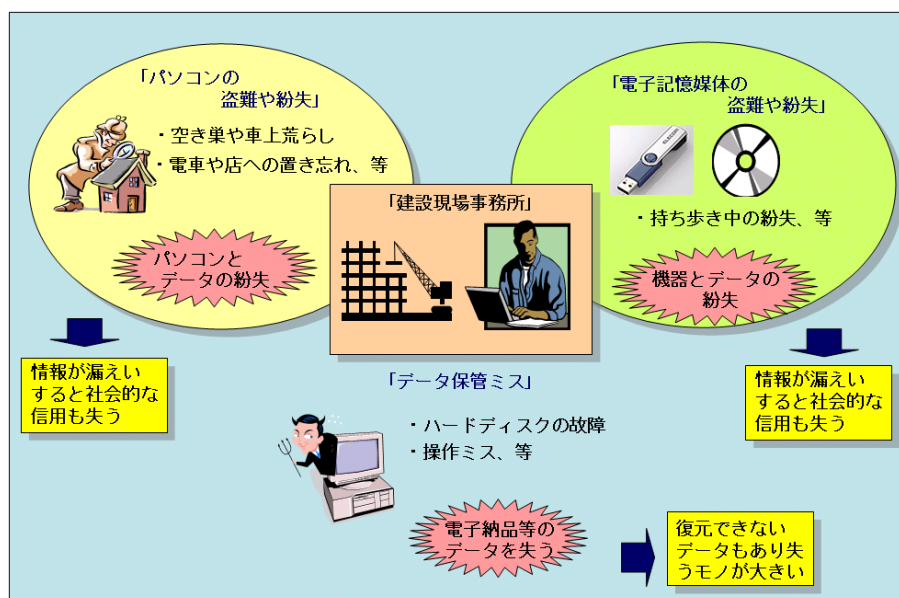 「パソコンの
盗難や紛失」
・空き巣や車上荒らし
・電車や店への置き忘れ、等
パソコンと
データの紛失
情報が漏えい
すると社会的な
信用も失う
「電子記憶媒体の
盗難や紛失」
ELECOM
・持ち歩き中の紛失、等
機器とデータの
紛失
情報が漏えい
すると社会的な
信用も失う
「建設現場事務所」
「データ保管ミス」
・ハードディスクの故障
・操作ミス、等
電子納品等の
データを失う
復元できない
データもあり失
うモノが大きい